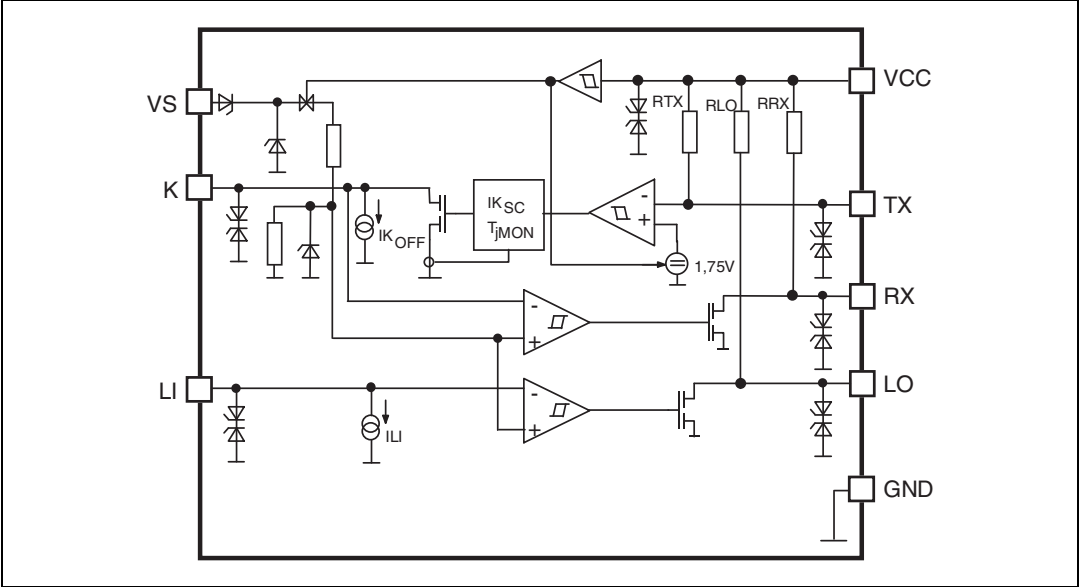 VS
K
LI
VCC
TX
RX
LO
GND
RTX
RLO
RRX
IKSC
TjMON
IKOFF
1,75V
ILI
-
+
-
+
-
+